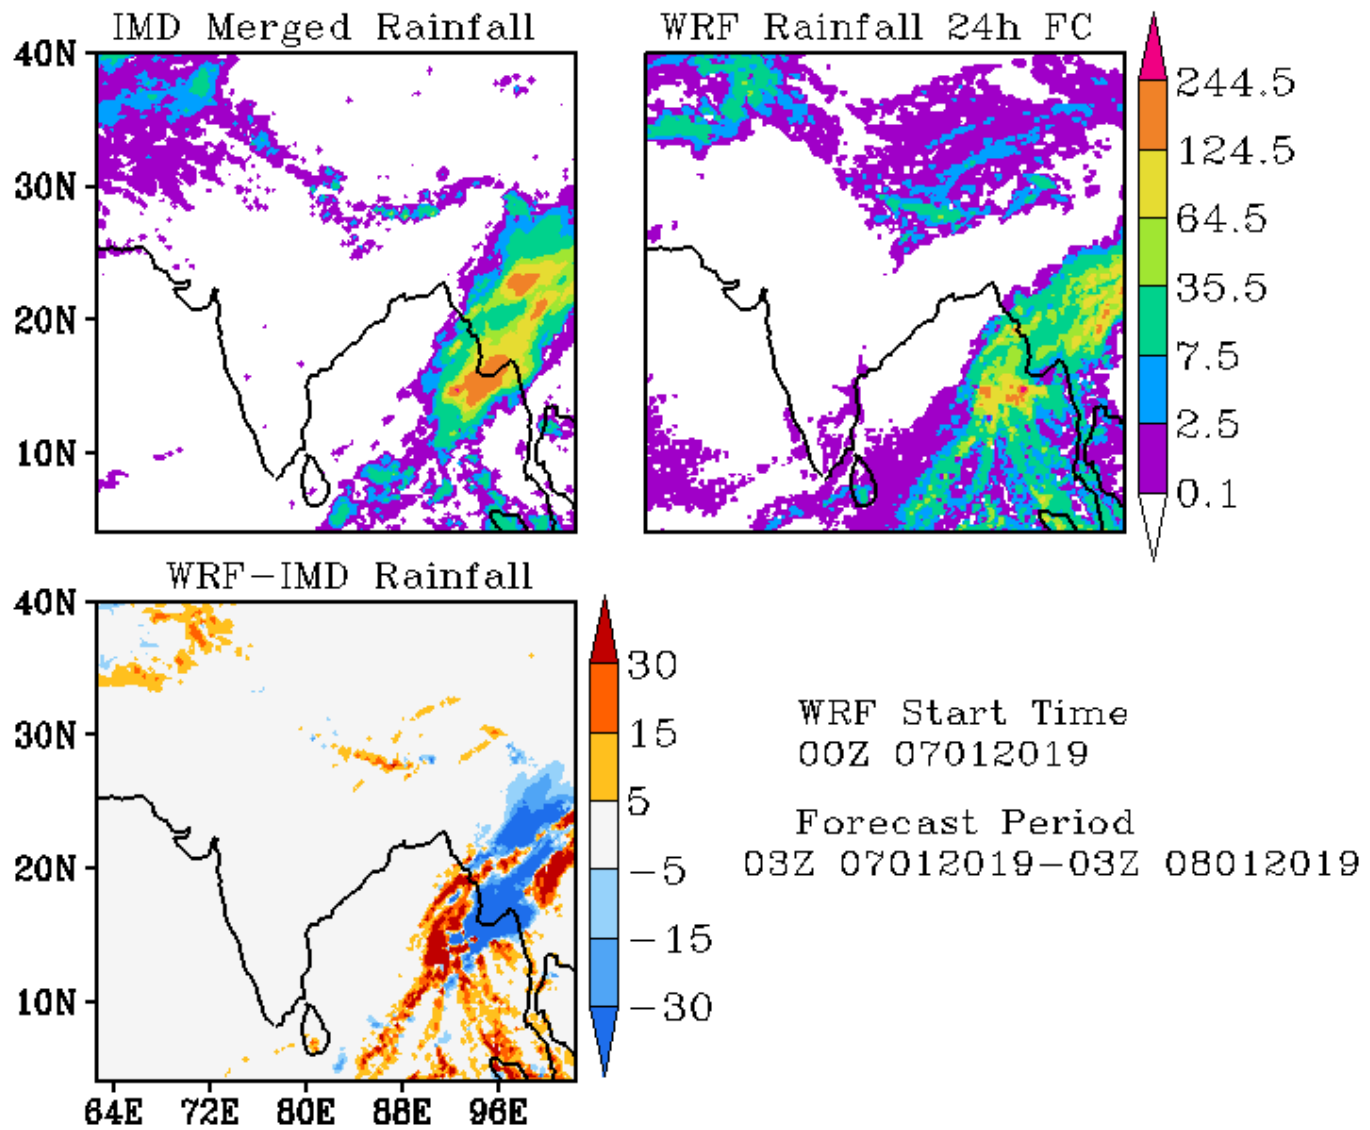 IMD Merged Rainfall
WRF Rainfall 24h FC
40N
30N
20N
10N
244.5
124.5
64.5
35.5
7.5
2.5
0.1
WRF-IMD Rainfall
40N
30N
20N
10N
64E 72E 80E 88E 96E
30
15
5
-5
-15
-30
WRF Start Time
00Z 07012019
Forecast Period
03Z 07012019-03Z 08012019